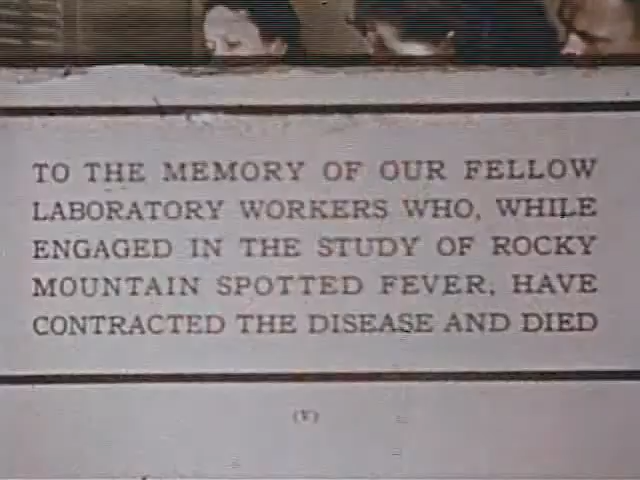 TO THE MEMORY OF OUR FELLOW
LABORATORY WORKERS WHO, WHILE
ENGAGED IN THE STUDY OF ROCKY
MOUNTAIN SPOTTED FEVER, HAVE
CONTRACTED THE DISEASE AND DIED
(V)